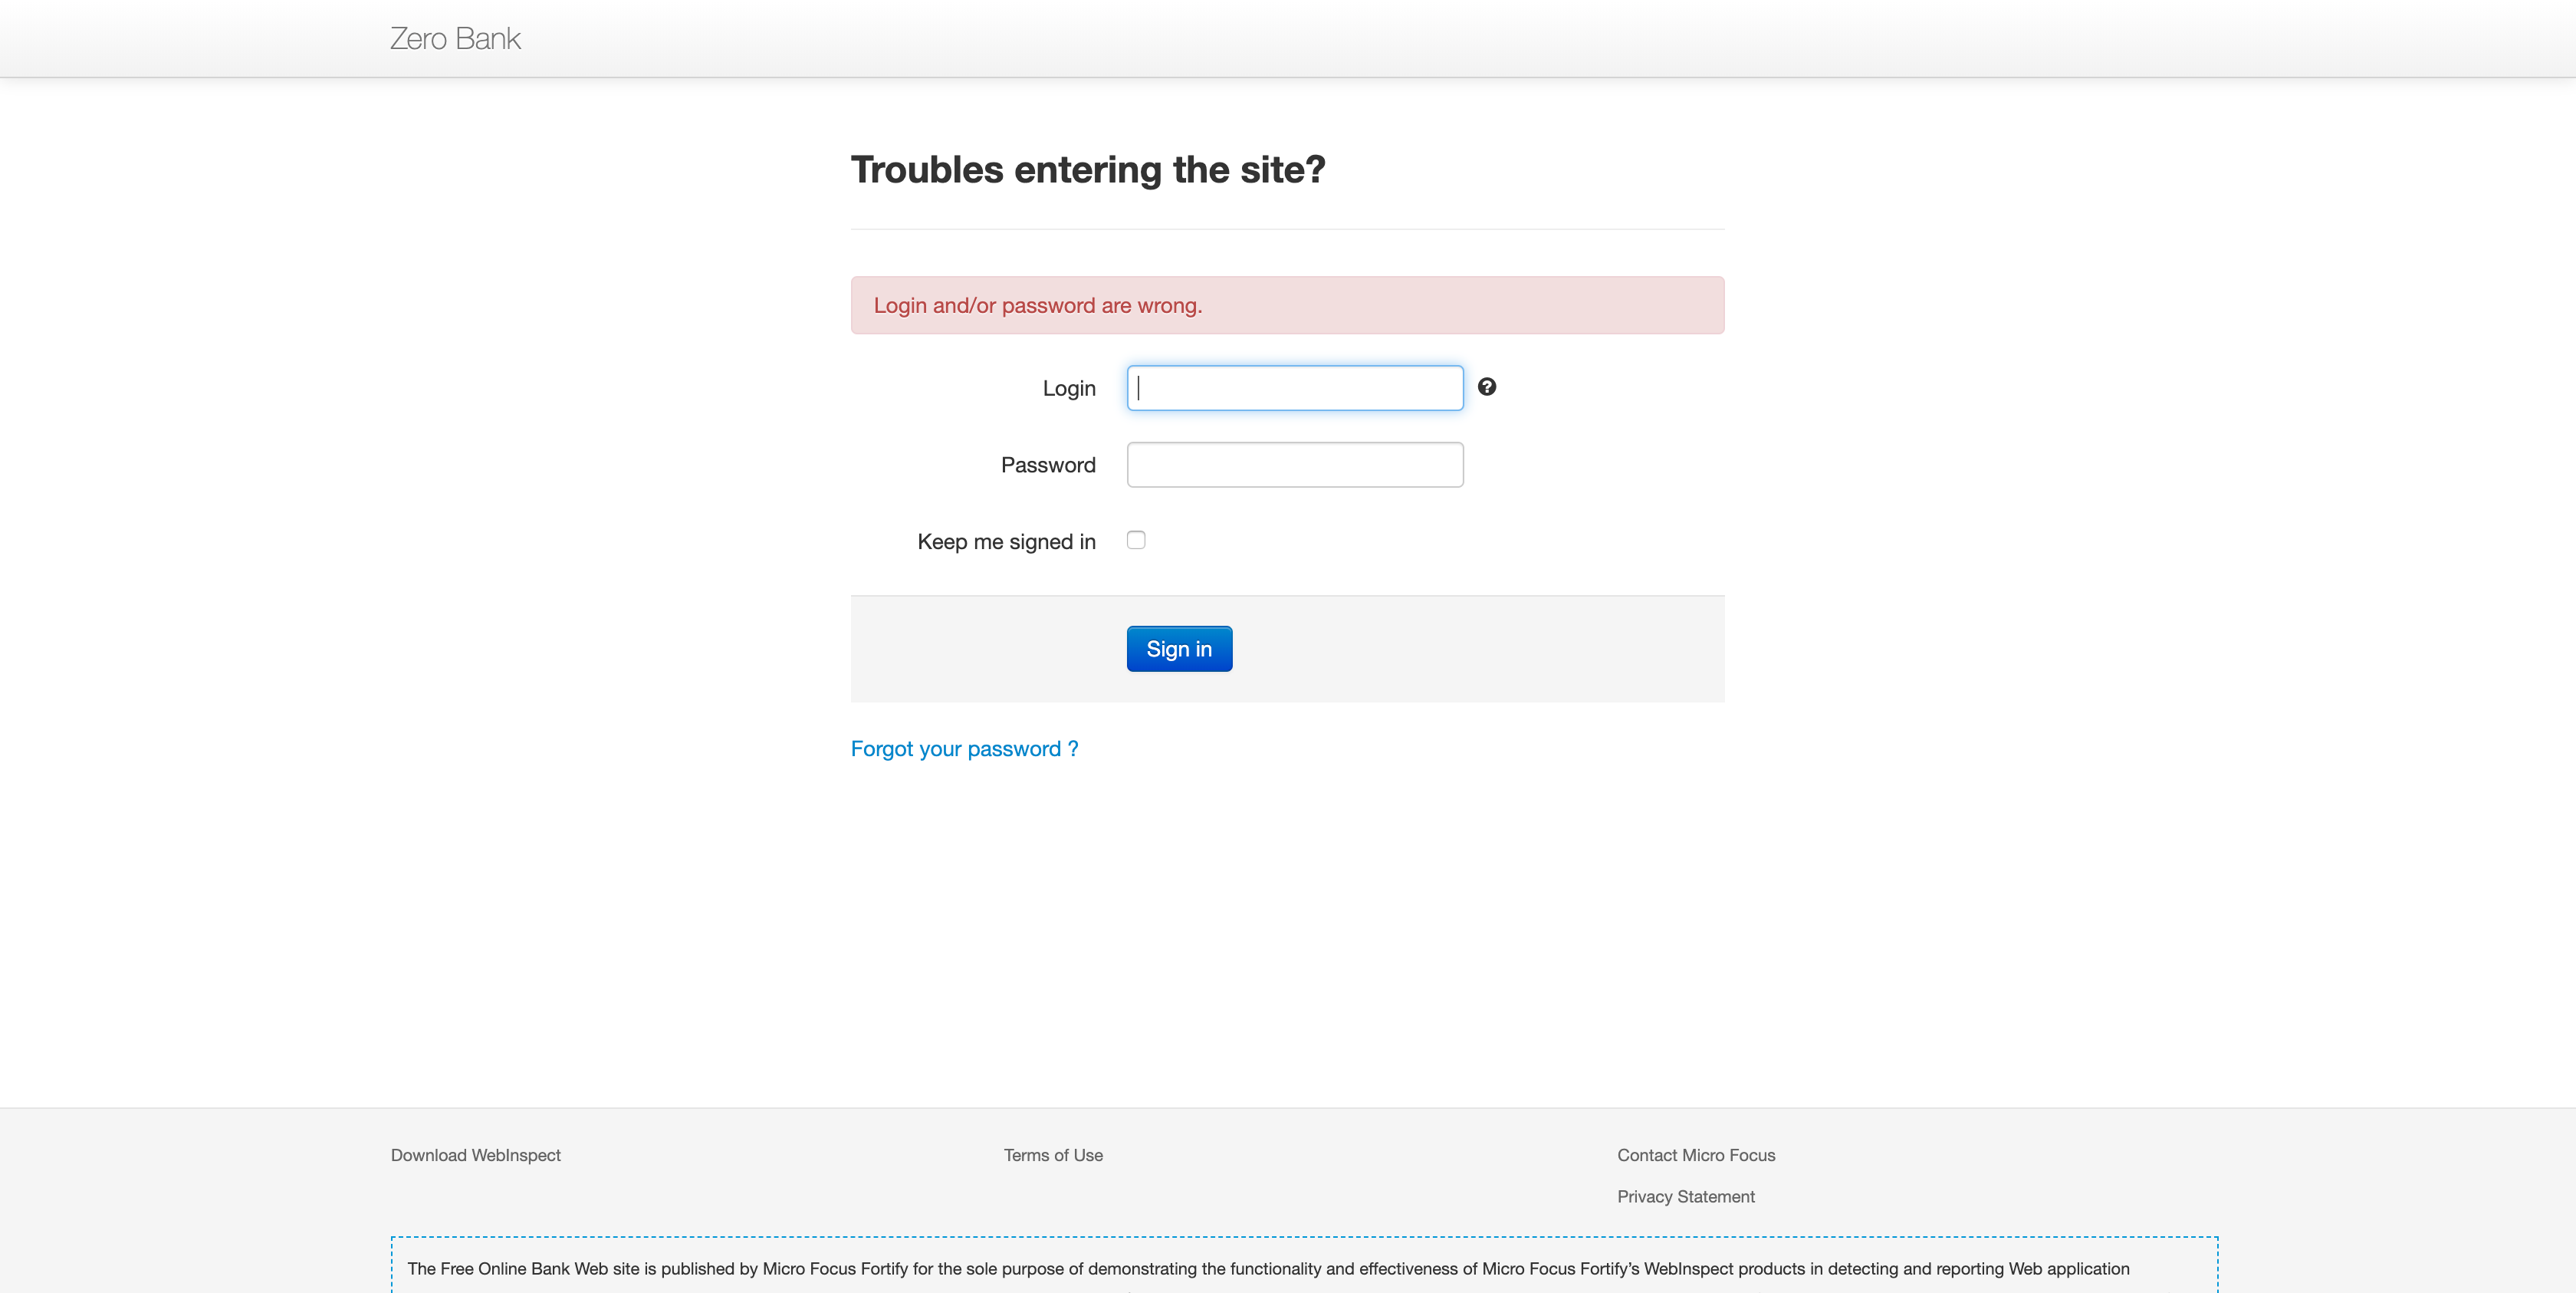 Zero Bank
Troubles entering the site?
Login and/or password are wrong.
Login
Password
Keep me signed in
Sign in
Forgot your password ?
Download WebInspect
Terms of Use
Contact Micro Focus
Privacy Statement
The Free Online Bank Web site is published by Micro Focus Fortify for the sole purpose of demonstrating the functionality and effectiveness of Micro Focus Fortify’s WebInspect products in detecting and reporting Web application